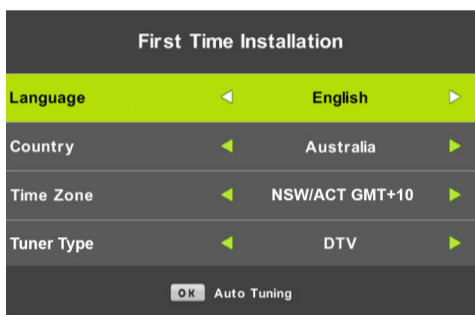 First Time Installation
Language English
Country Australia
Time Zone NSW/ACT GMT+10
Tuner Type DTV
OK Auto Tuning